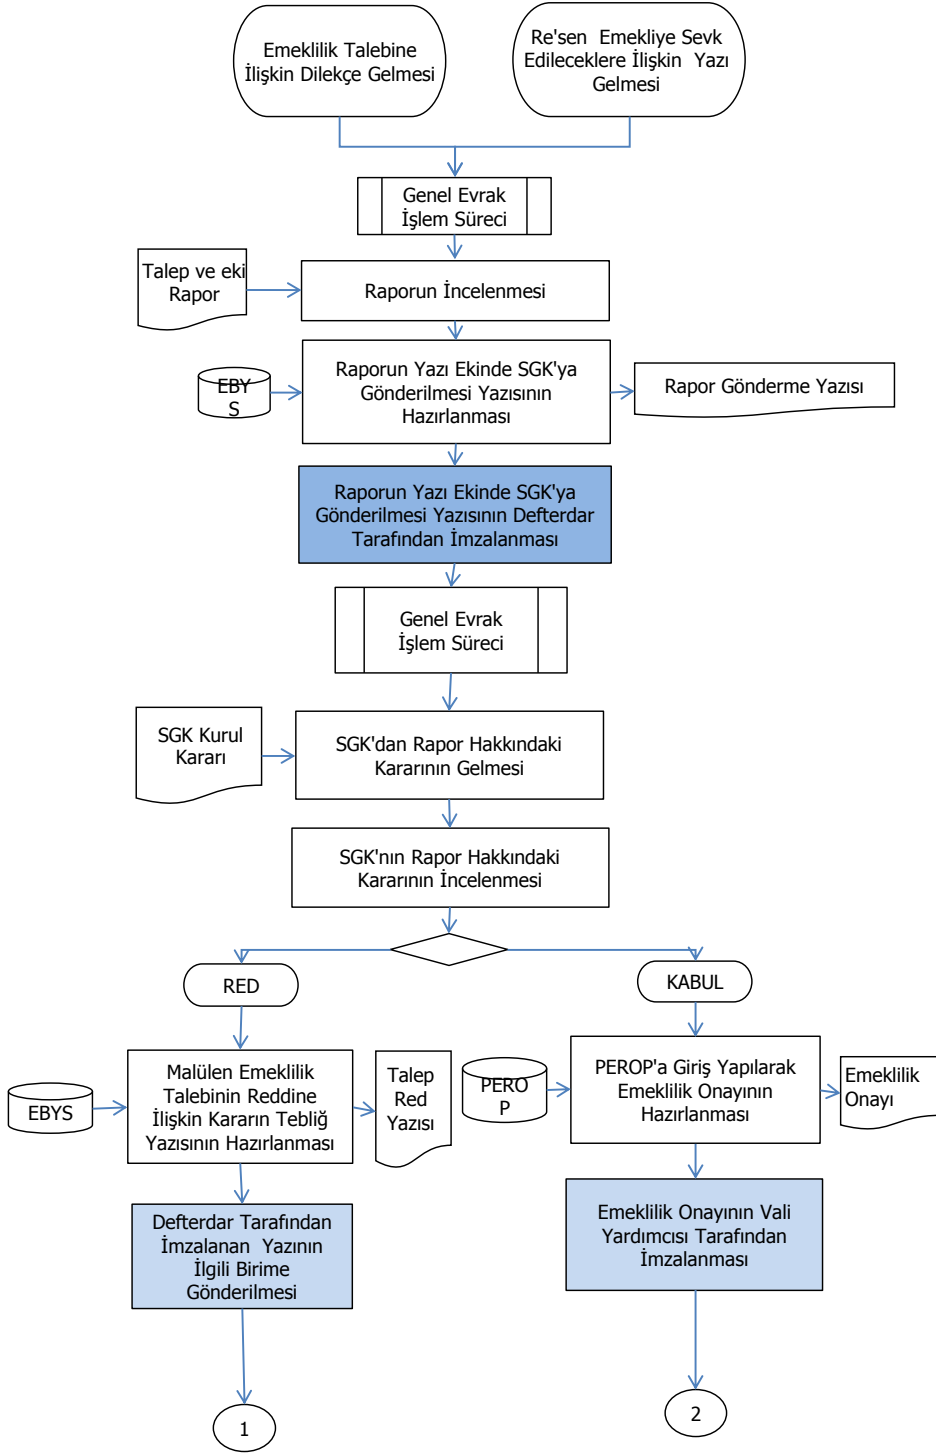 Emeklilik Talebine
İlişkin Dilekçe Gelmesi
Re'sen Emekliye Sevk
Edileceklere İlişkin Yazı
Gelmesi
Genel Evrak
İşlem Süreci
Talep ve eki
Rapor
Raporun İncelenmesi
EBY
S
Raporun Yazı Ekinde SGK'ya
Gönderilmesi Yazısının
Hazırlanması
Rapor Gönderme Yazısı
Raporun Yazı Ekinde SGK'ya
Gönderilmesi Yazısının Defterdar
Tarafından İmzalanması
Genel Evrak
İşlem Süreci
SGK Kurul
Kararı
SGK'dan Rapor Hakkındaki
Kararının Gelmesi
SGK'nın Rapor Hakkındaki
Kararının İncelenmesi
RED
KABUL
EBYS
Malülen Emeklilik
Talebinin Reddine
İlişkin Kararın Tebliğ
Yazısının Hazırlanması
Talep
Red
Yazısı
PERO
P
PEROP'a Giriş Yapılarak
Emeklilik Onayının
Hazırlanması
Emeklilik
Onayı
Defterdar Tarafından
İmzalanan Yazının
İlgili Birime
Gönderilmesi
Emeklilik Onayının Vali
Yardımcısı Tarafından
İmzalanması
1
2